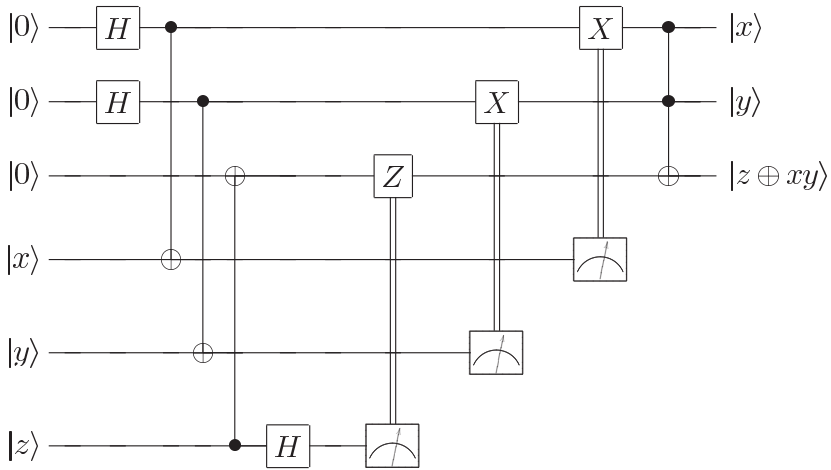 |0⟩ H X |x⟩
|0⟩ H X |y⟩
|0⟩ Z |z ⊕ xy⟩
|x⟩
|y⟩
|z⟩ H